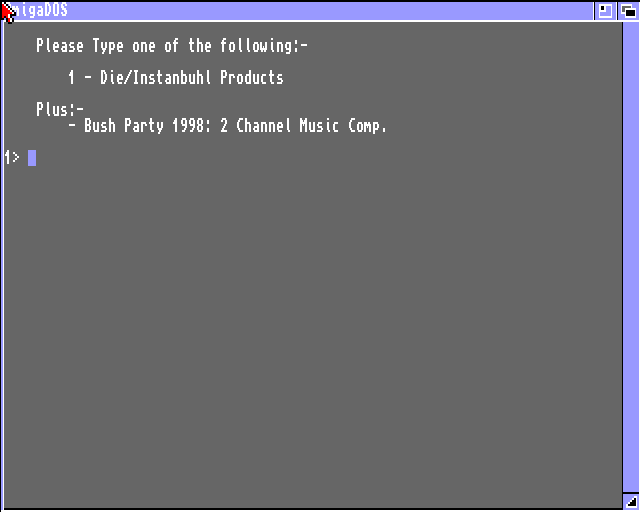 AmigaDOS
Please Type one of the following:-
1 - Die/Instanbuhl Products
Plus:-
- Bush Party 1998: 2 Channel Music Comp.
1>